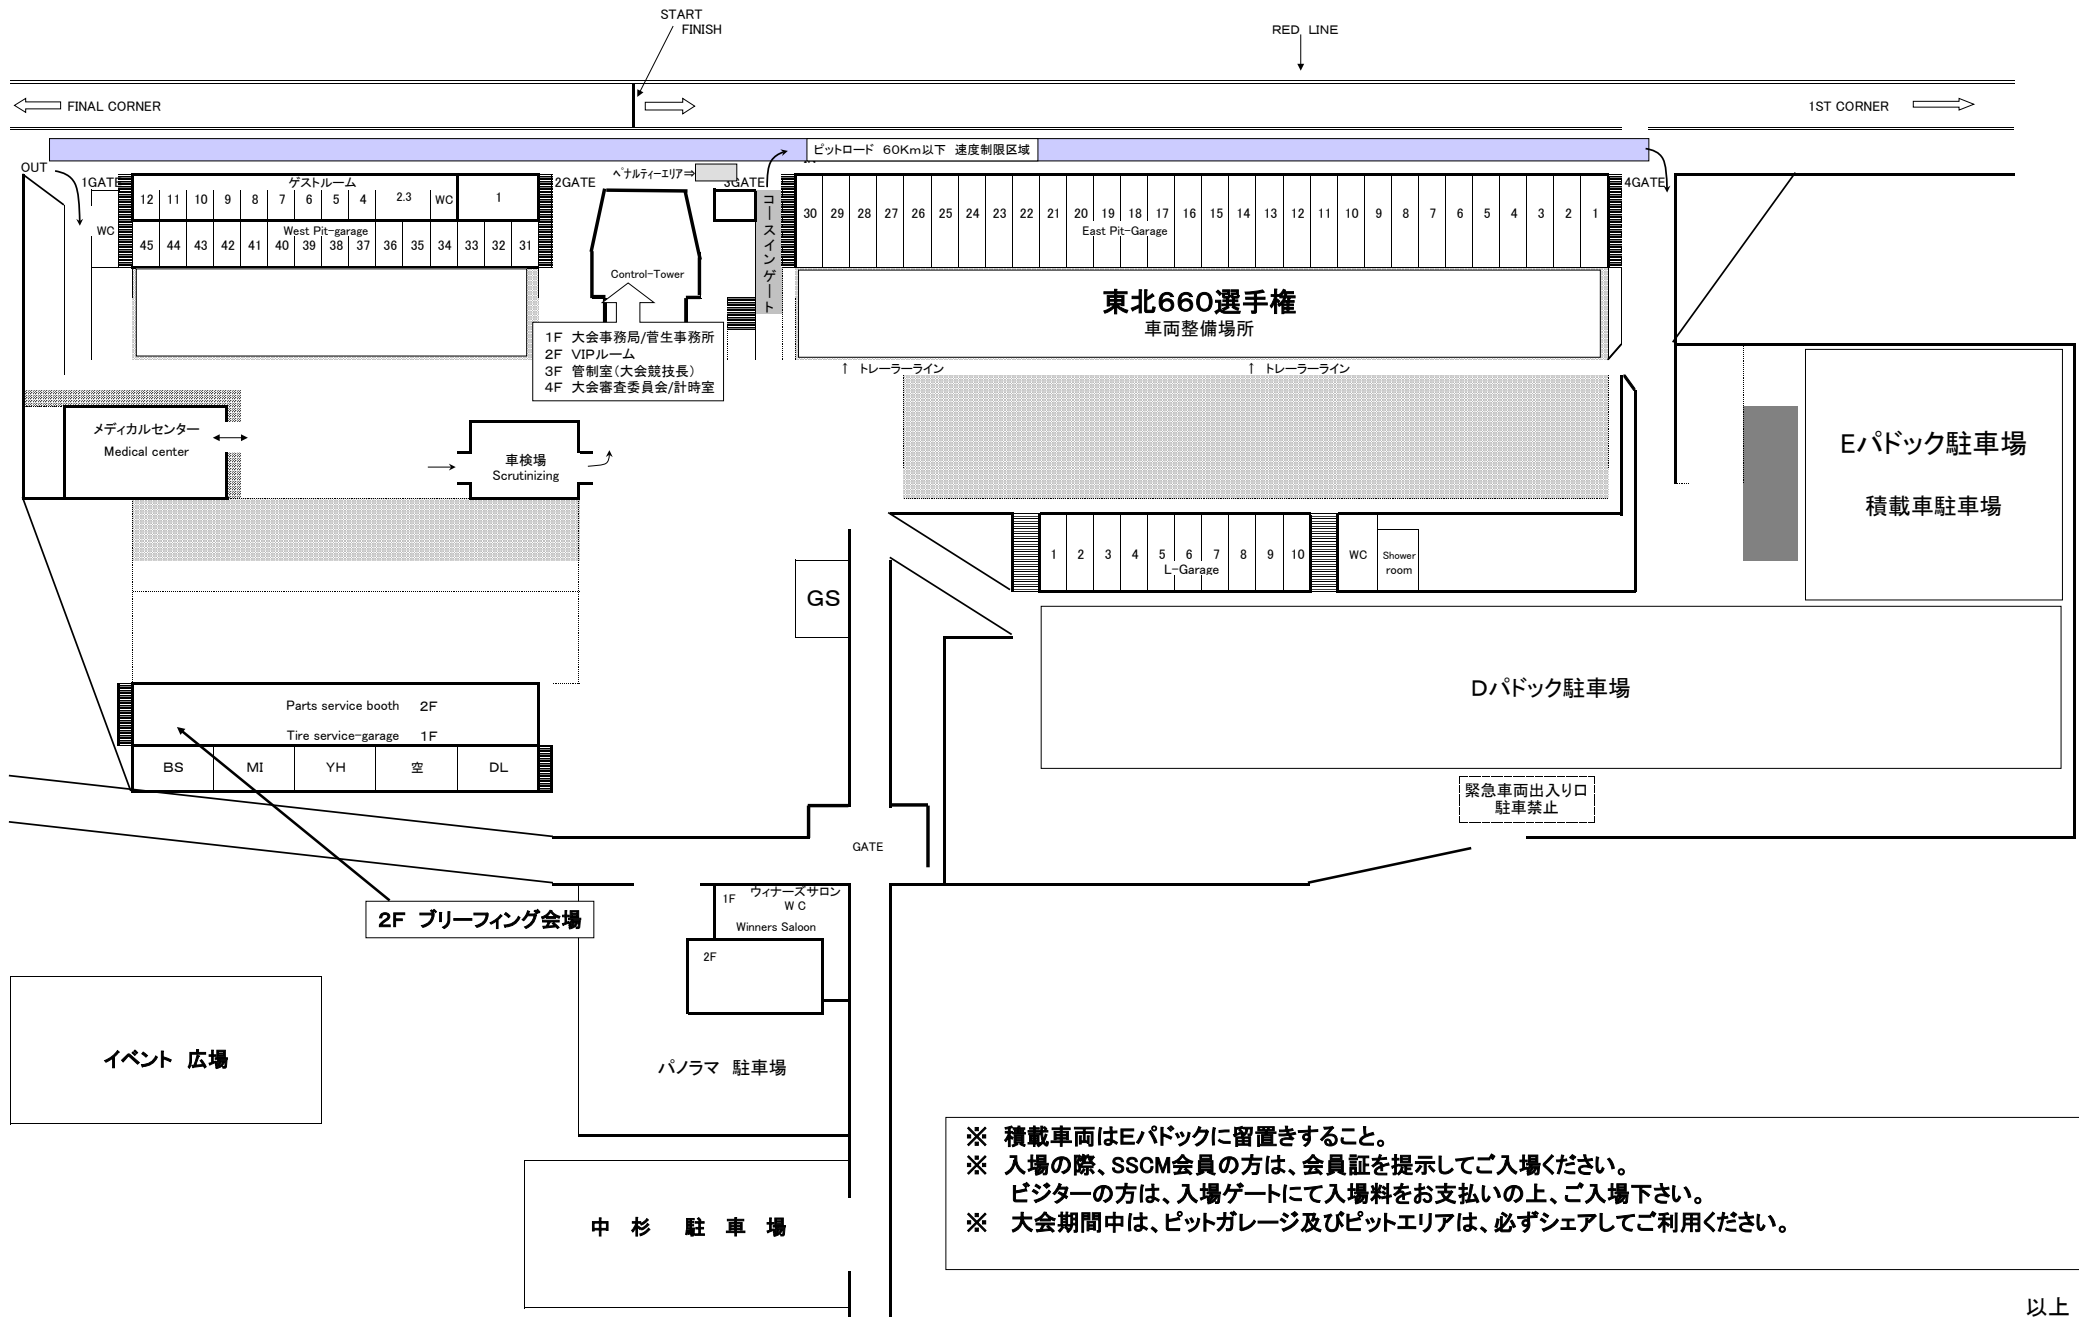 START
FINISH
RED LINE
FINAL CORNER
1ST CORNER
ピットロード 60Km以下 速度制限区域
OUT
1GATE
ゲストルーム
2GATE
ペナルティーエリア⇒
3GATE
4GATE
12 11 10 9 8 7 6 5 4 2.3 WC 1
WC
West Pit-garage
45 44 43 42 41 40 39 38 37 36 35 34 33 32 31
コースインゲート
30 29 28 27 26 25 24 23 22 21 20 19 18 17 16 15 14 13 12 11 10 9 8 7 6 5 4 3 2 1
East Pit-Garage
Control-Tower
東北660選手権
車両整備場所
1F 大会事務局/菅生事務所
2F VIPルーム
3F 管制室(大会競技長)
4F 大会審査委員会/計時室
↑ トレーラーライン
↑ トレーラーライン
メディカルセンター
Medical center
車検場
Scrutinizing
Eパドック駐車場
積載車駐車場
1 2 3 4 5 6 7 8 9 10
L-Garage
WC
Shower
room
GS
Dパドック駐車場
Parts service booth 2F
Tire service-garage 1F
BS MI YH 空 DL
緊急車両出入り口
駐車禁止
GATE
1F ウィナーズサロン
WC
Winners Saloon
2F
2F ブリーフィング会場
イベント 広場
パノラマ 駐車場
中 杉 駐 車 場
※ 積載車両はEパドックに留置きすること。
※ 入場の際、SSCM会員の方は、会員証を提示してご入場ください。
ビジターの方は、入場ゲートにて入場料をお支払いの上、ご入場下さい。
※ 大会期間中は、ピットガレージ及びピットエリアは、必ずシェアしてご利用ください。
以上